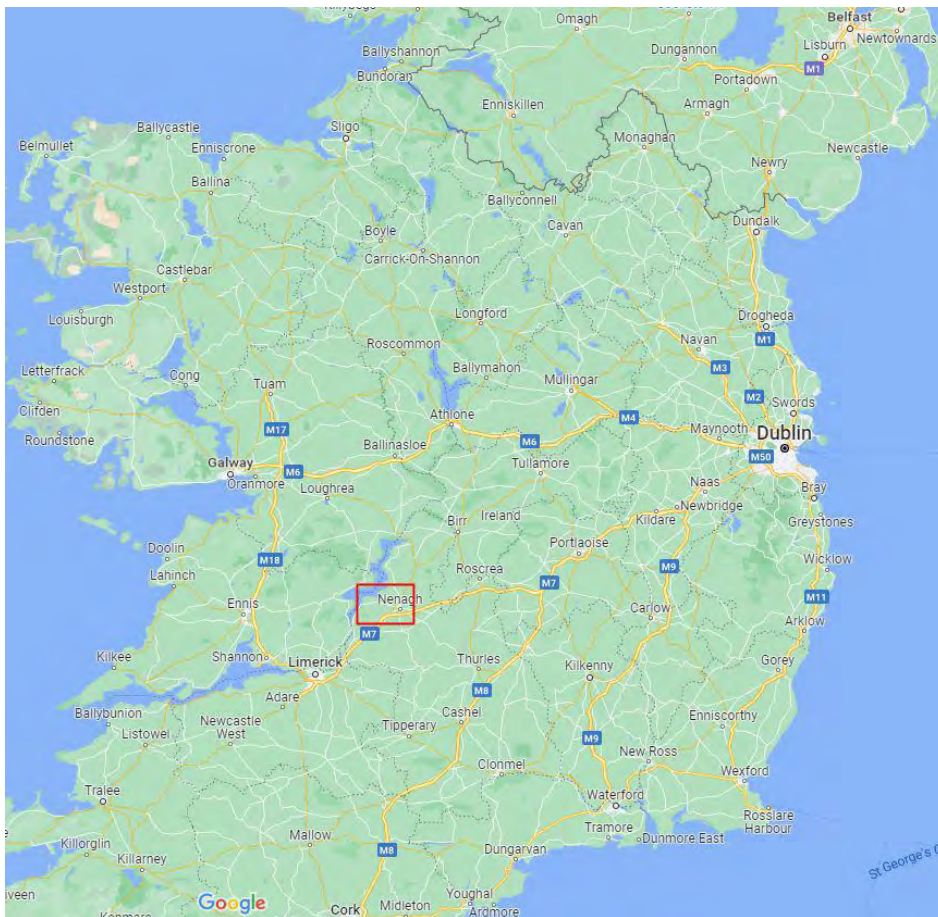 Killybegs
Omagh
Belfast
Ballyshannon
Dungannon
Lisburn
Newtownards
Bundoran
M1
Portadown
Enniskillen
Armagh
Sligo
Ballycastle
Belmullet
Enniscrone
Monaghan
Newcastle
Ballina
Newry
Ballyconnell
Dundalk
Boyle
Cavan
Carrick-On-Shannon
Castlebar
Westport
Louisburgh
Longford
Drogheda
M1
Roscommon
Navan
Letterfrack
Cong
Ballymahon
M3
Tuam
Mullingar
Clifden
M2
Swords
Athlone
M4
Roundstone
M17
Maynooth
Dublin
Ballinasloe
M6
M50
Galway
M6
Oranmore
Tullamore
Loughrea
Naas
Bray
Newbridge
Birr
Ireland
Kildare
Greystones
Doolin
Portlaoise
M18
Wicklow
Lahinch
Roscrea
M7
M9
M11
Nenagh
Ennis
Carlow
Arklow
M7
Kilkee
Shannon
Limerick
Thurles
Kilkenny
Gorey
M8
Adare
Ballybunion
Newcastle
West
Cashel
Enniscorthy
Listowel
Tipperary
M9
New Ross
Clonmel
Wexford
Tralee
Waterford
Rosslare
Harbour
Tramore
Dunmore East
Mallow
Killorglin
M8
Dungarvan
Killarney
St George's C
iveen
Youghal
Google
Midleton
Cork
Ardmore
Kenmare